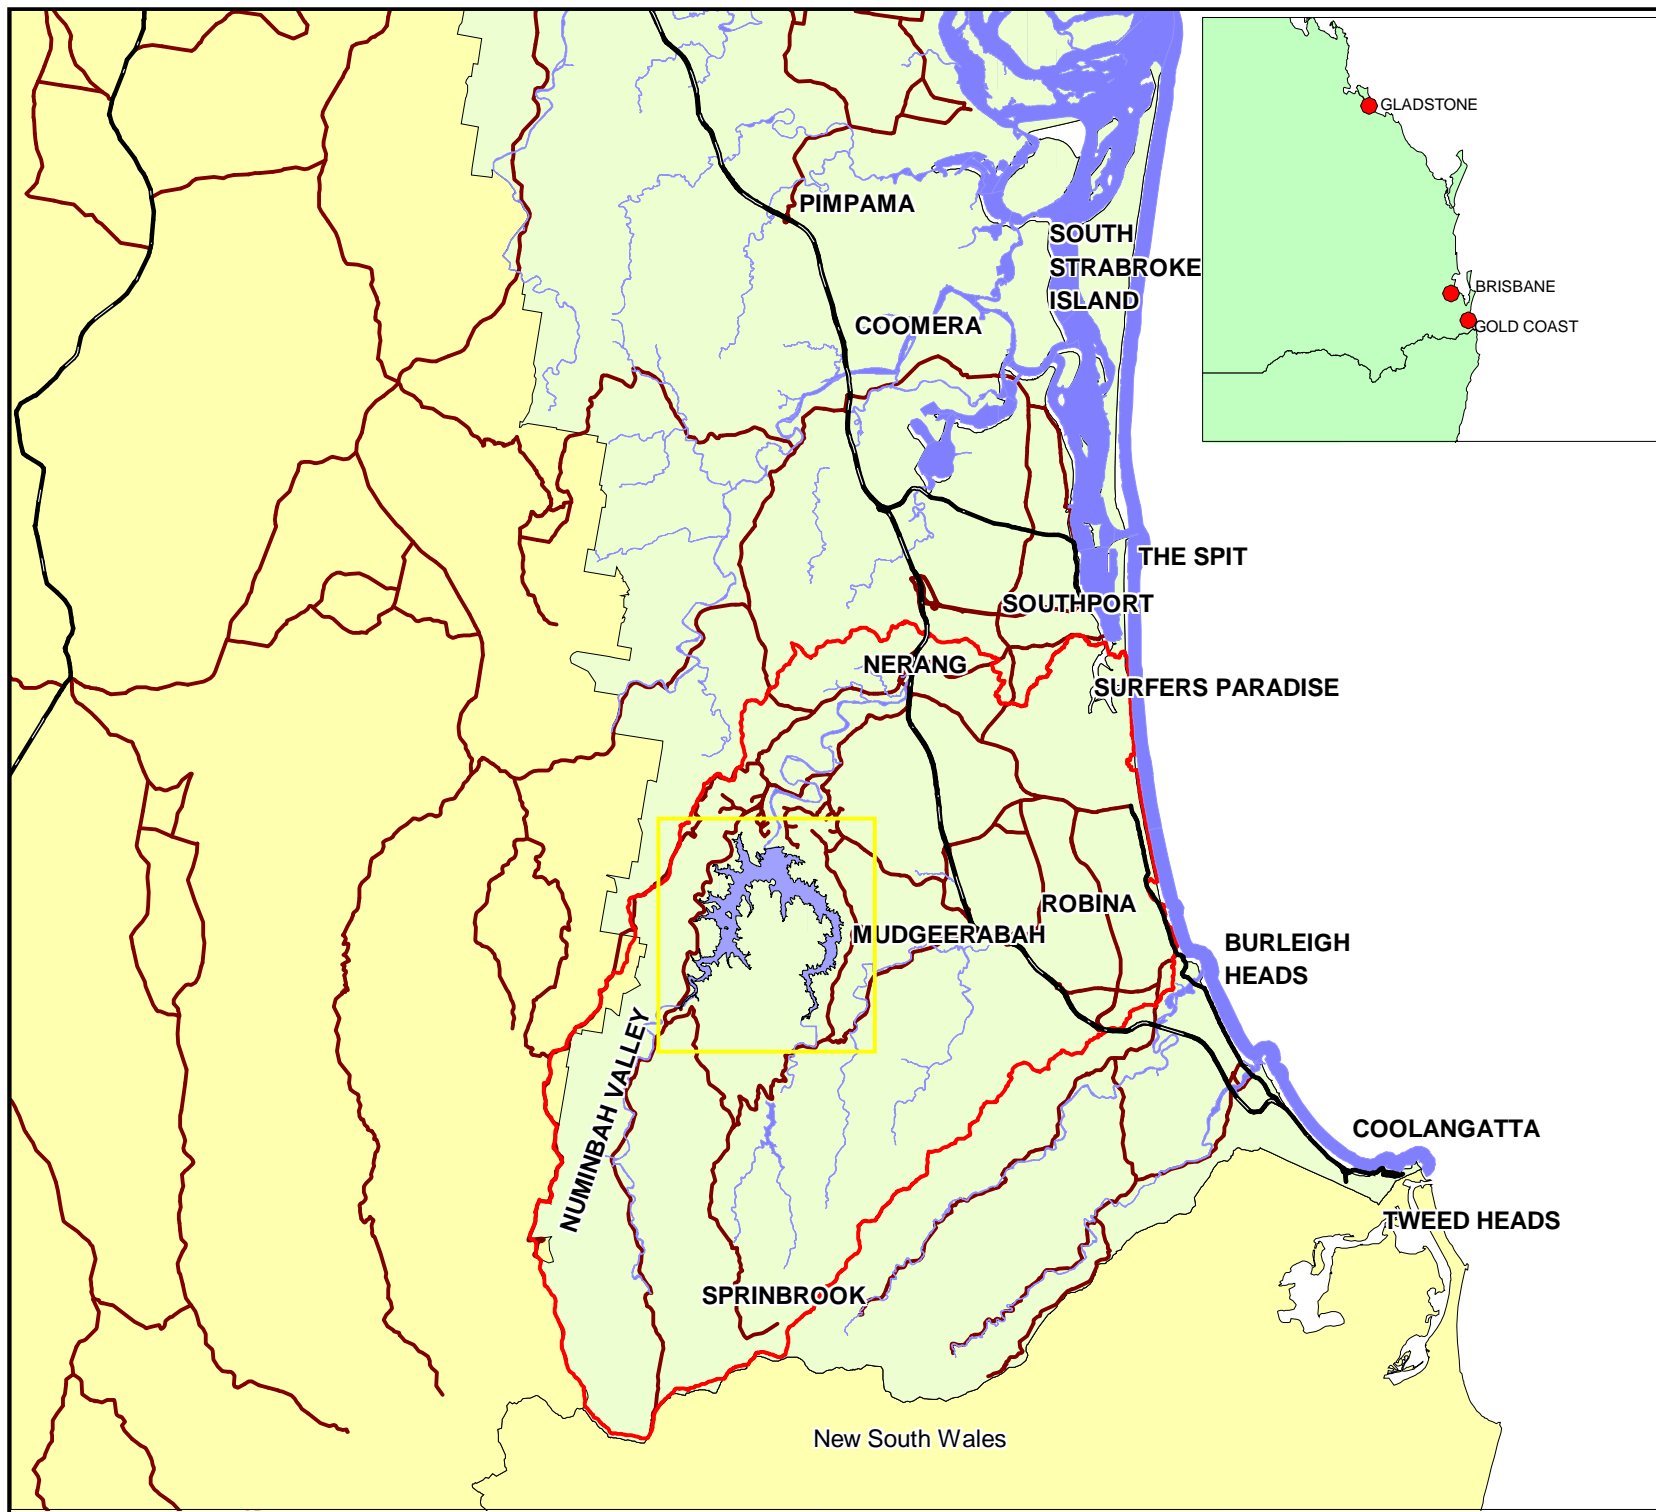 GLADSTONE
PIMPAMA
SOUTH
STRABROKE
ISLAND
BRISBANE
GOLD COAST
COOMERA
THE SPIT
SOUTHPORT
NERANG
SURFERS PARADISE
ROBINA
MUDGEERABAH
BURLEIGH
HEADS
NUMINBAH VALLEY
COOLANGATTA
TWEED HEADS
SPRINBROOK
New South Wales